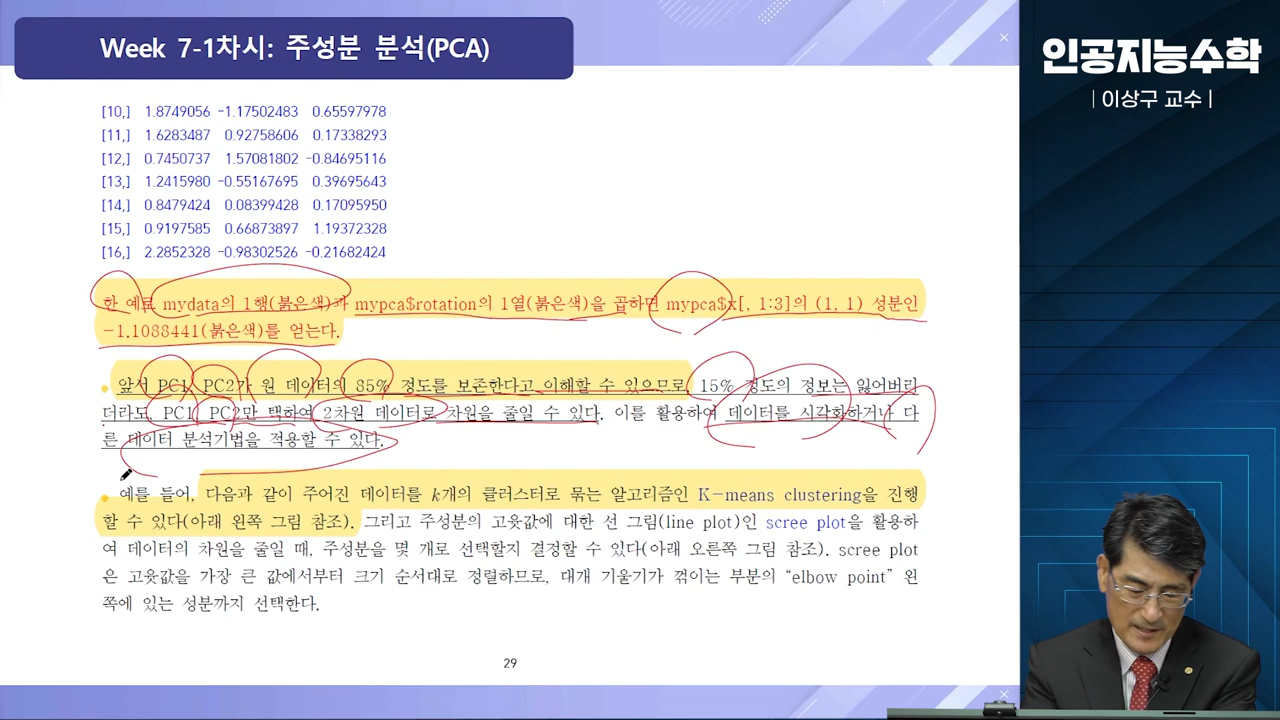 Week 7-1차시: 주성분 분석(PCA)
인공지능수학
| 이상구 교수 |
[10,] 1.8749056 -1.17502483 0.65597978
[11,] 1.6283487 0.92758606 0.17338293
[12,] 0.7450737 1.57081802 -0.84695116
[13,] 1.2415980 -0.55167695 0.39695643
[14,] 0.8479424 0.08399428 0.17095950
[15,] 0.9197585 0.66873897 1.19372328
[16,] 2.2852328 -0.98302526 -0.21682424
한 예로 mydata의 1행(붉은색)과 mypca$rotation의 1열(붉은색)을 곱하면 mypca$x[, 1:3]의 (1, 1) 성분인
-1.1088441(붉은색)를 얻는다.
앞서 PC1, PC2가 원 데이터의 85% 정도를 보존한다고 이해할 수 있으므로, 15% 정도의 정보는 잃어버리
더라도, PC1, PC2만 택하여 2차원 데이터로 차원을 줄일 수 있다. 이를 활용하여 데이터를 시각화하거나 다
른 데이터 분석기법을 적용할 수 있다.
예를 들어, 다음과 같이 주어진 데이터를 k개의 클러스터로 묶는 알고리즘인 K-means clustering을 진행
할 수 있다(아래 왼쪽 그림 참조). 그리고 주성분의 고윳값에 대한 선 그림(line plot)인 scree plot을 활용하
여 데이터의 차원을 줄일 때, 주성분을 몇 개로 선택할지 결정할 수 있다(아래 오른쪽 그림 참조). scree plot
은 고윳값을 가장 큰 값에서부터 크기 순서대로 정렬하므로, 대개 기울기가 꺾이는 부분의 “elbow point” 왼
쪽에 있는 성분까지 선택한다.
29